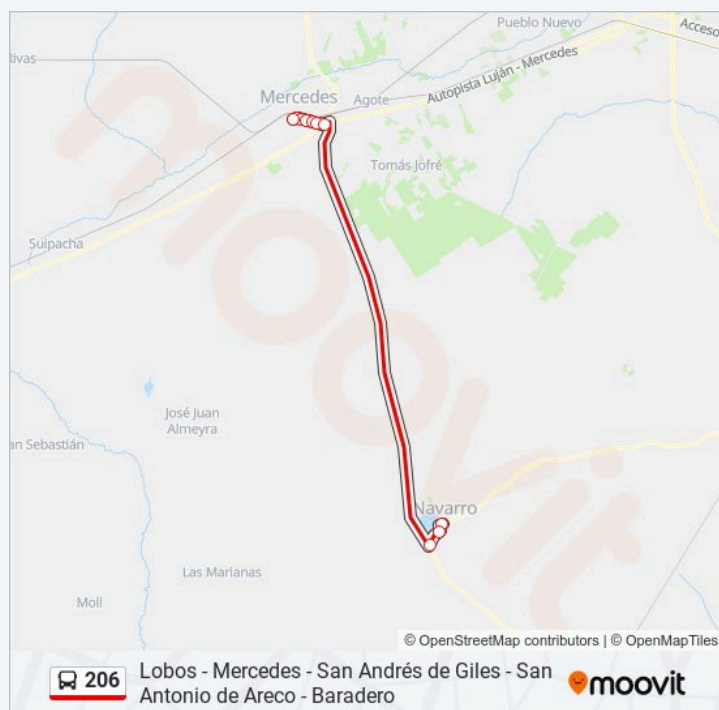 Pueblo Nuevo
Acceso
Rivas
Mercedes
Agote
Autopista Luján - Mercedes
Tomás Jofré
Suipacha
José Juan
Almeyra
an Sebastián
Navarro
Las Marianas
Moll
moovit
© OpenStreetMap contributors | © OpenMapTiles
206
Lobos - Mercedes - San Andrés de Giles - San
Antonio de Areco - Baradero
moovit